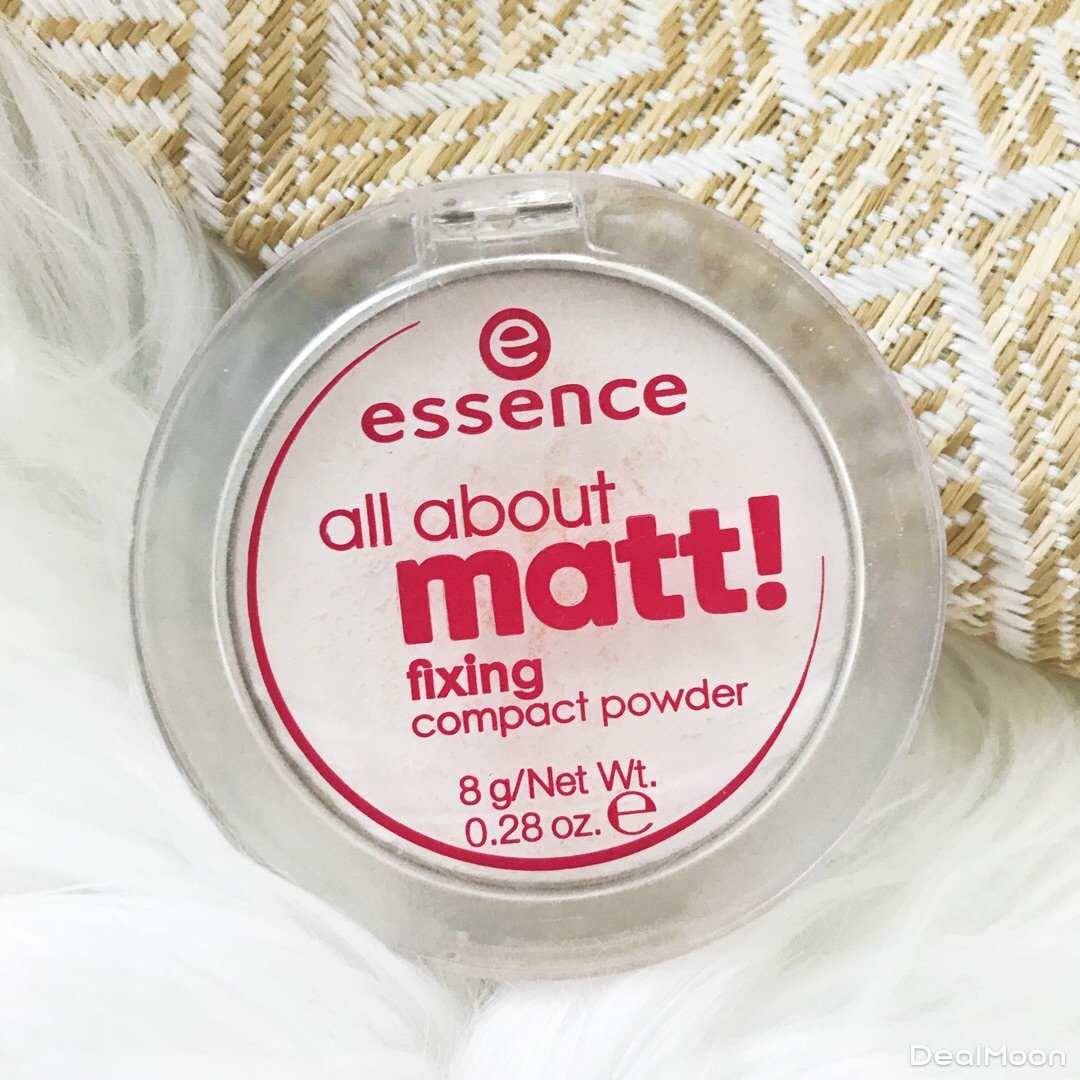 e
essence
all about
matt!
fixing
compact powder
8 g/Net Wt.
0.28 oz. ℮
DealMoon